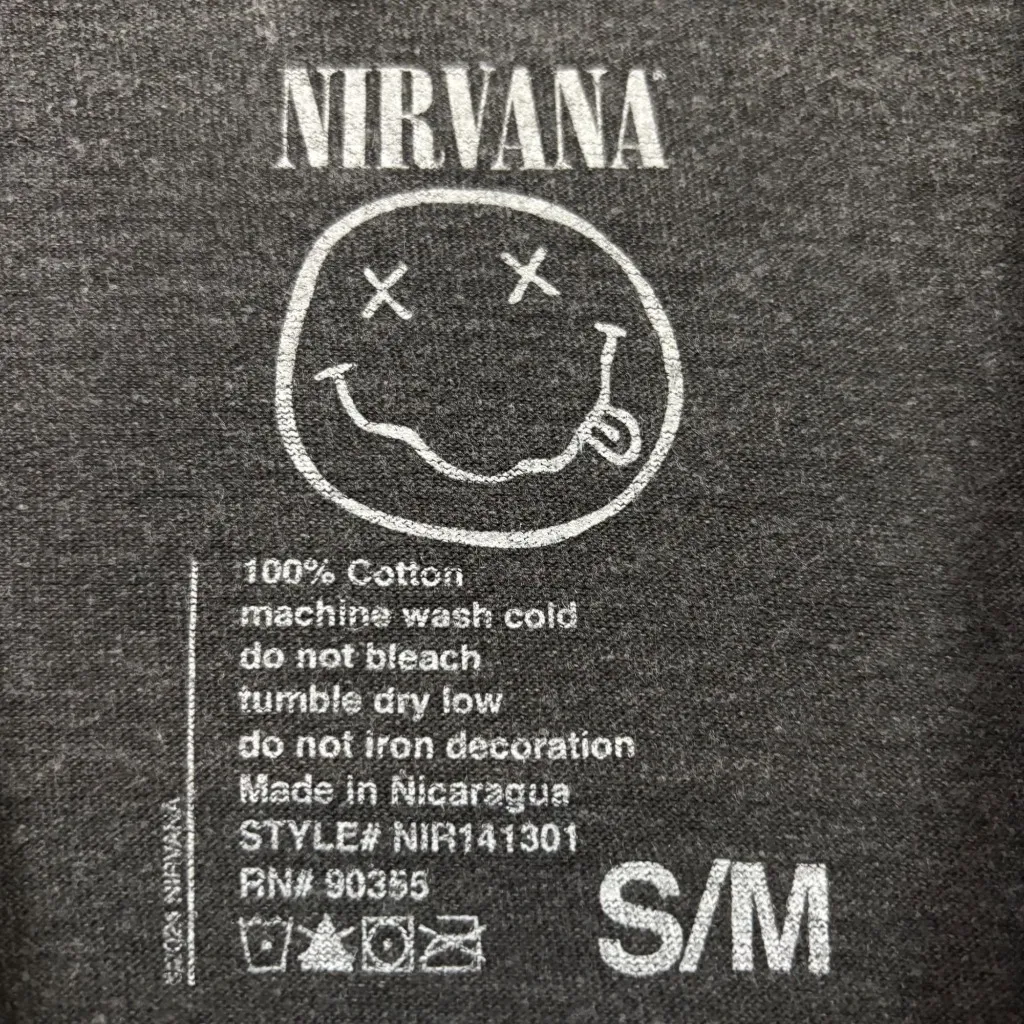 NIRVANA
100% Cotton
machine wash cold
do not bleach
tumble dry low
do not iron decoration
Made in Nicaragua
STYLE# NIR141301
RN# 90355
S/M
NIRVANA